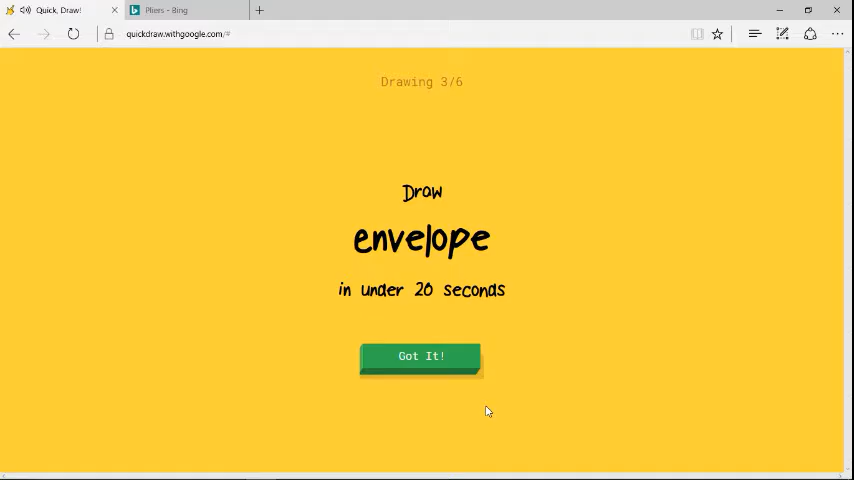 Quick, Draw!
Pliers - Bing
quickdraw.withgoogle.com/#
Drawing 3/6
Draw
envelope
in under 20 seconds
Got It!